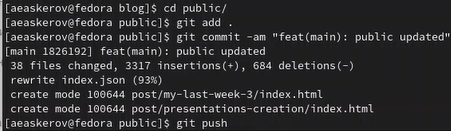 [aeaskerov@fedora blog]$ cd public/
[aeaskerov@fedora public]$ git add .
[aeaskerov@fedora public]$ git commit -am "feat(main): public updated"
[main 1826192] feat(main): public updated
38 files changed, 3317 insertions(+), 684 deletions(-)
rewrite index.json (93%)
create mode 100644 post/my-last-week-3/index.html
create mode 100644 post/presentations-creation/index.html
[aeaskerov@fedora public]$ git push